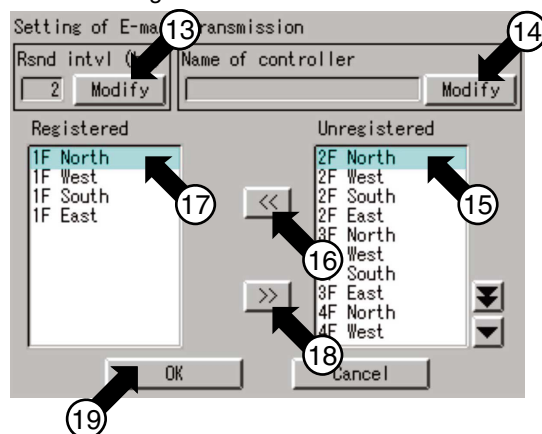 Setting of E-ma 13 ransmission
14
Rsnd intvl ( Name of controller
2 Modify Modify
Registered Unregistered
1F North
1F West
1F South
1F East
17
<<
16
>>
18
2F North
2F West
2F South
2F East
3F North
West
South
3F East
4F North
4F West
15
OK Cancel
19